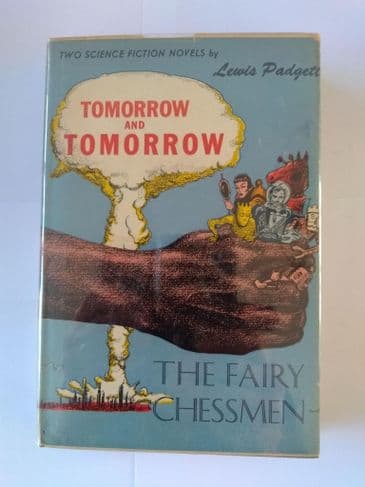 TWO SCIENCE FICTION NOVELS by
Lewis Padgett
TOMORROW
AND
TOMORROW
THE FAIRY
CHESSMEN